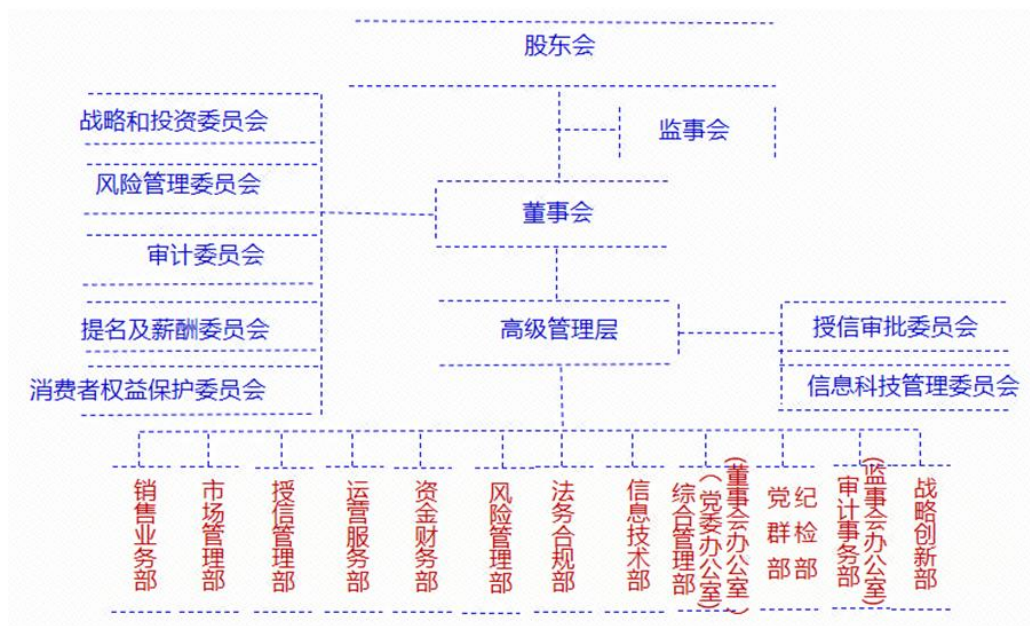 股东会
监事会
战略和投资委员会
风险管理委员会
审计委员会
提名及薪酬委员会
消费者权益保护委员会
董事会
高级管理层
授信审批委员会
信息科技管理委员会
销售业务部
市场管理部
授信管理部
运营服务部
资金财务部
风险管理部
法务合规部
信息技术部
综合管理部
(党委办公室)
(董事会办公室)
党群部
纪检部
审计事务部
(监事会办公室)
战略创新部